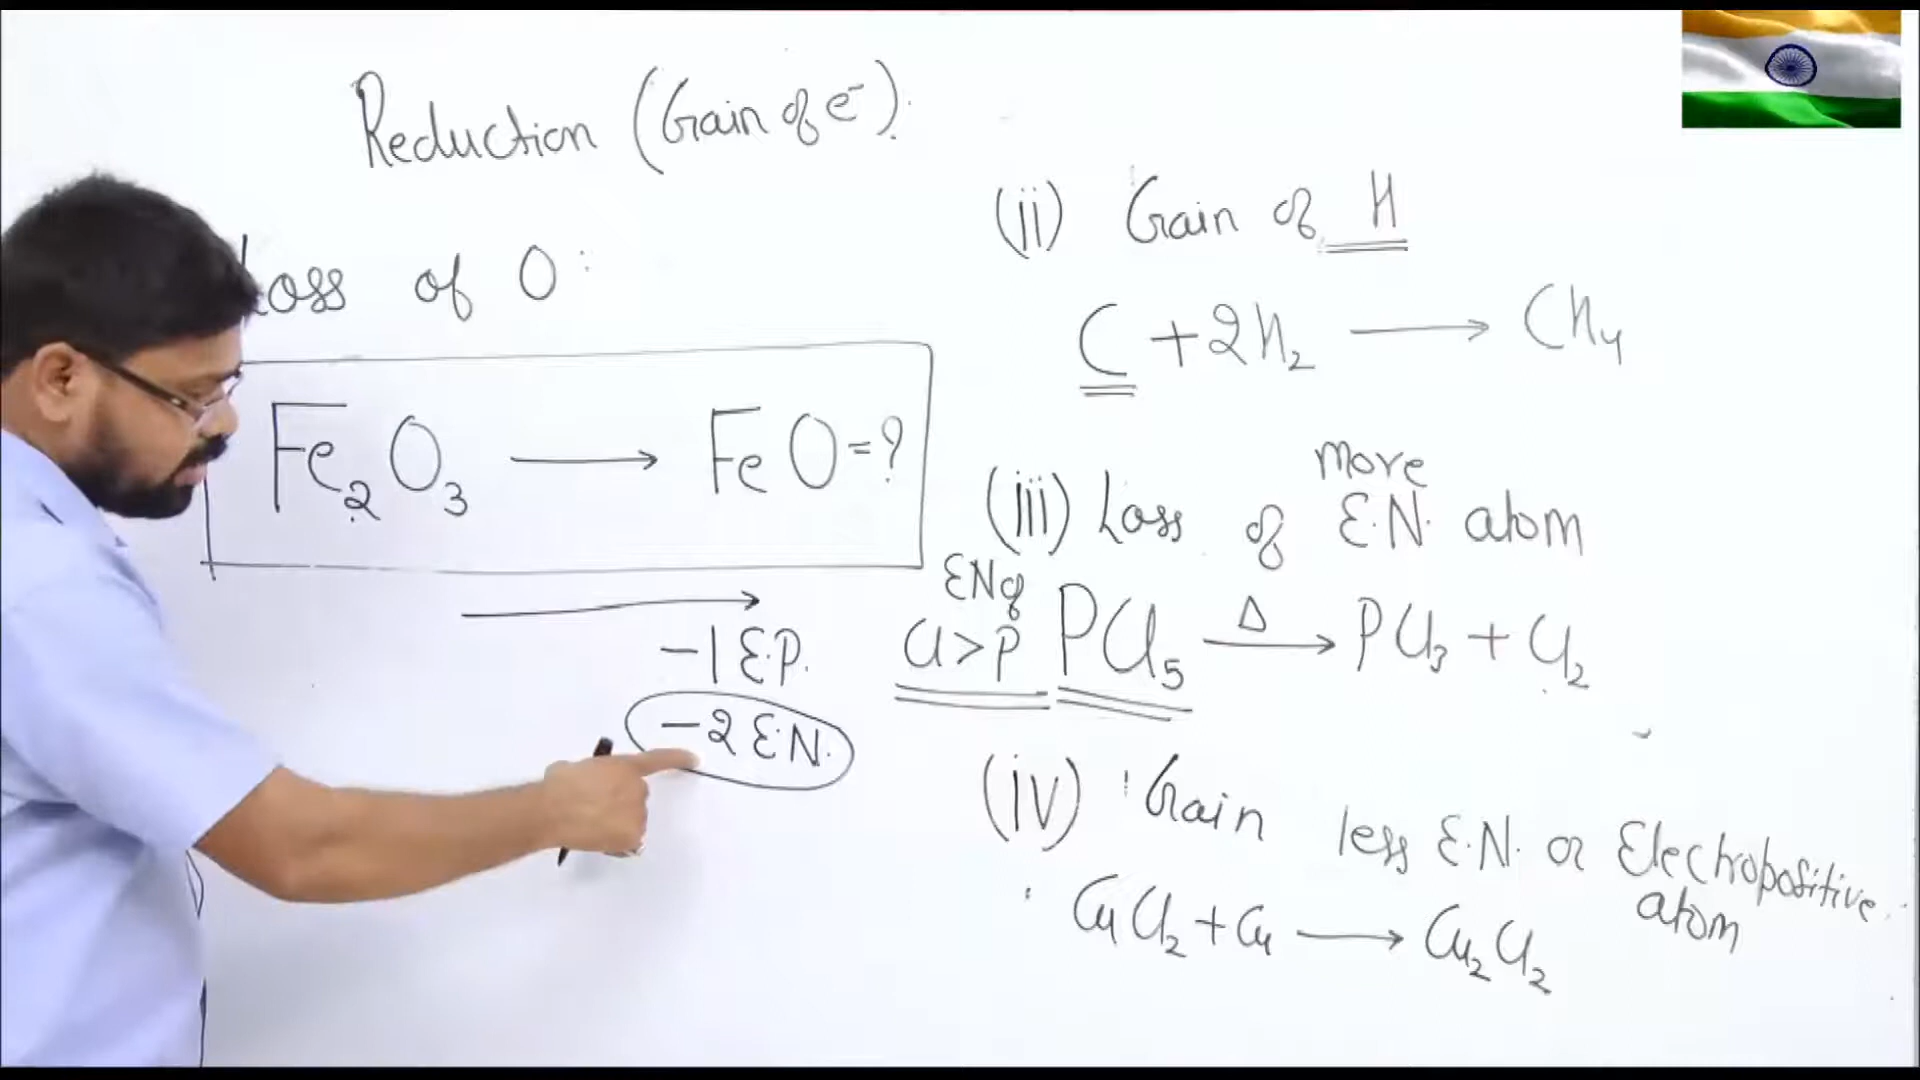 Reduction (Gain of e⁻).
Loss of O:
Fe₂O₃ ⟶ FeO=?
-1 E.P.
-2 E.N.
(ii) Gain of H
C + 2H₂ ⟶ CH₄
(iii) Loss of more E.N. atom
EN of
Cl>P
PCl₅ –Δ→ PCl₃ + Cl₂
(iv) Gain less E.N. or Electropositive
atom
CuCl₂ + Cu ⟶ Cu₂Cl₂